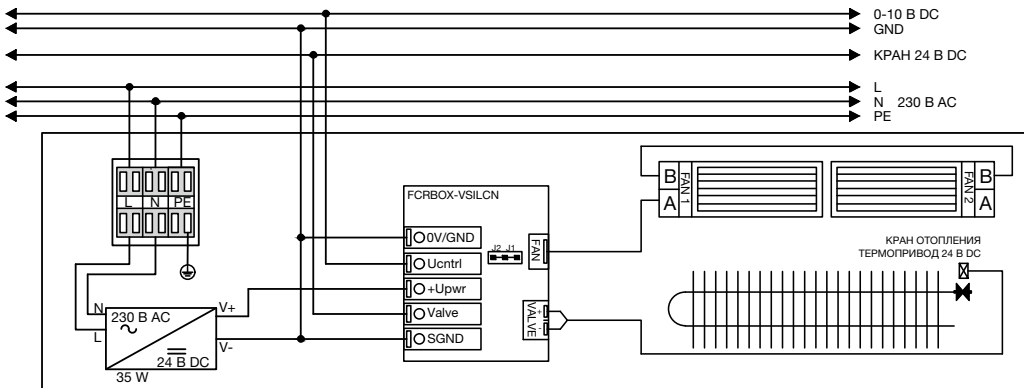 0-10 В DC
GND
КРАН 24 В DC
L
N 230 В AC
PE
L N PE
FCRBOX-VSILCN
0V/GND
Ucntrl
+Upwr
Valve
SGND
J2 J1
FAN
VALVE
+
-
B
A
FAN 1
FAN 2
B
A
КРАН ОТОПЛЕНИЯ
ТЕРМОПРИВОД 24 В DC
N
L
230 В AC
24 В DC
V+
V-
35 W